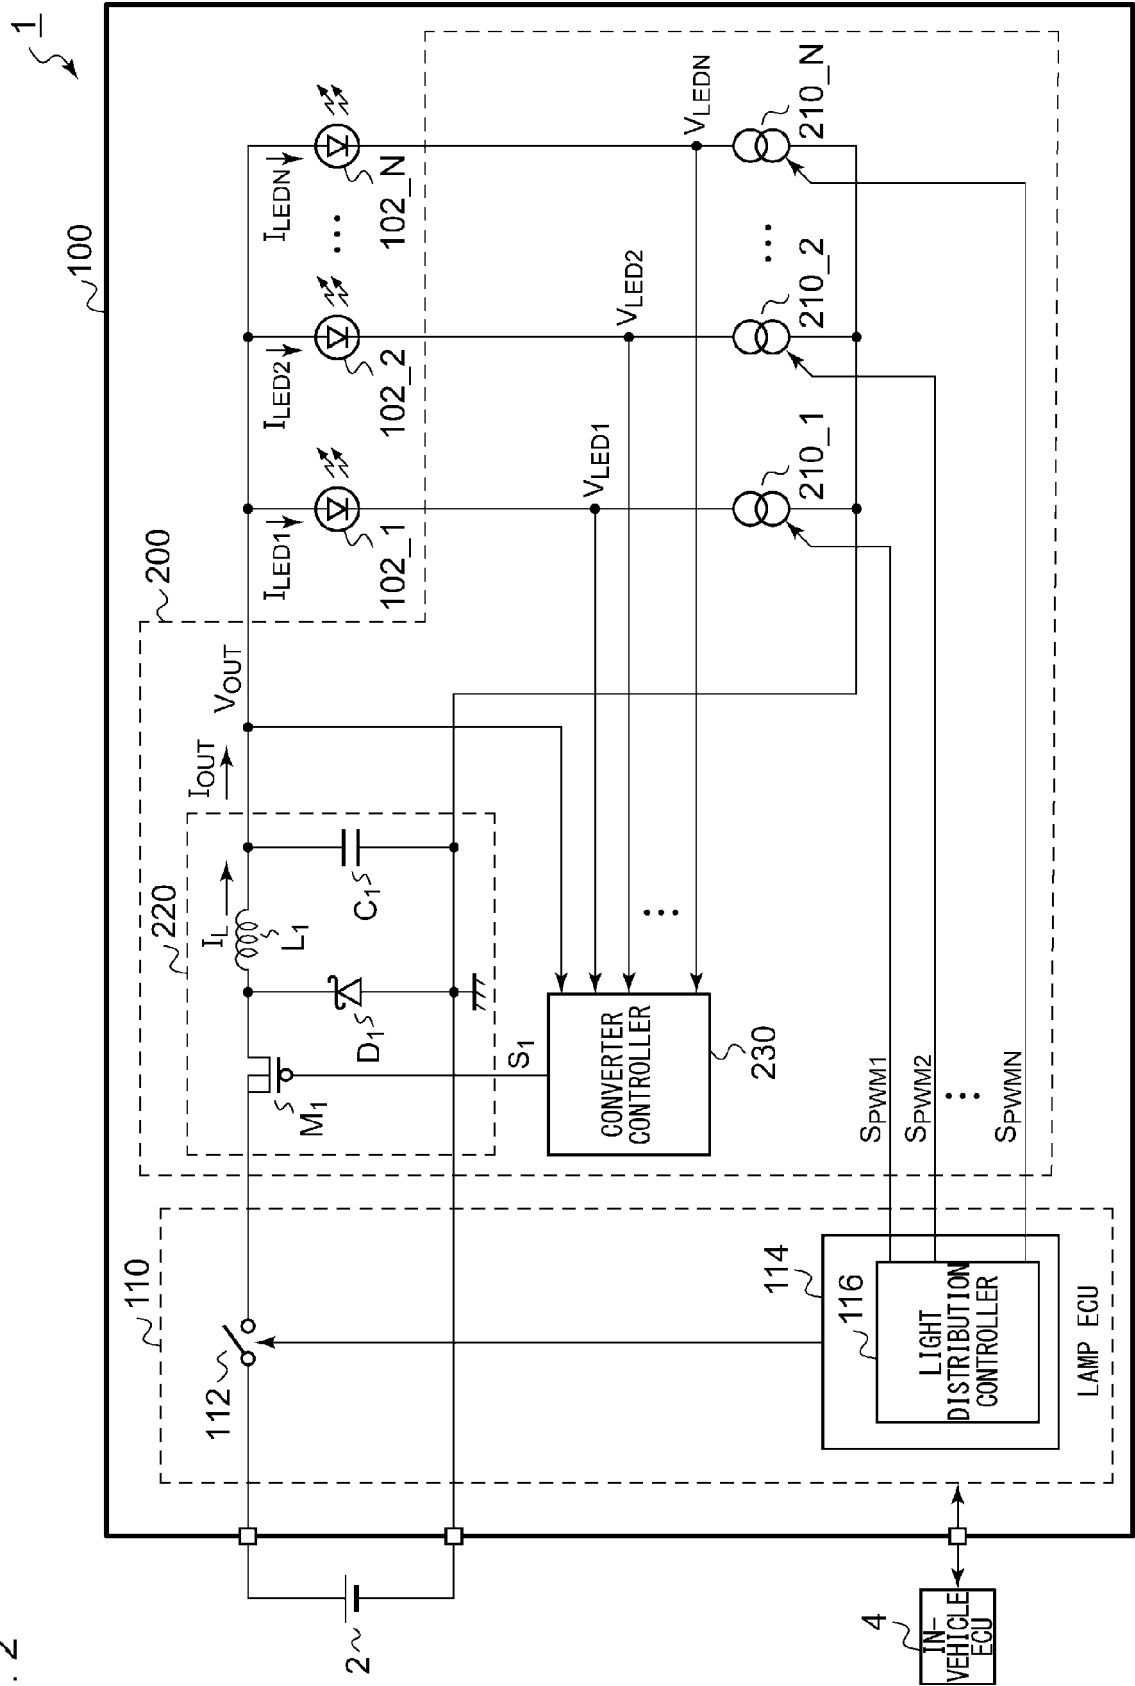 . 2
1
100
200
220
110
112
2
4
IN-
VEHICLE
ECU
114
116
LIGHT
DISTRIBUTION
CONTROLLER
LAMP ECU
M1
D1
L1
IL
C1
IOUT
VOUT
S1
CONVERTER
CONTROLLER
230
...
ILED1
ILED2
ILEDN
102_1
102_2
...
102_N
VLED1
VLED2
VLEDN
210_1
210_2
...
210_N
SPWM1
SPWM2
...
SPWMN